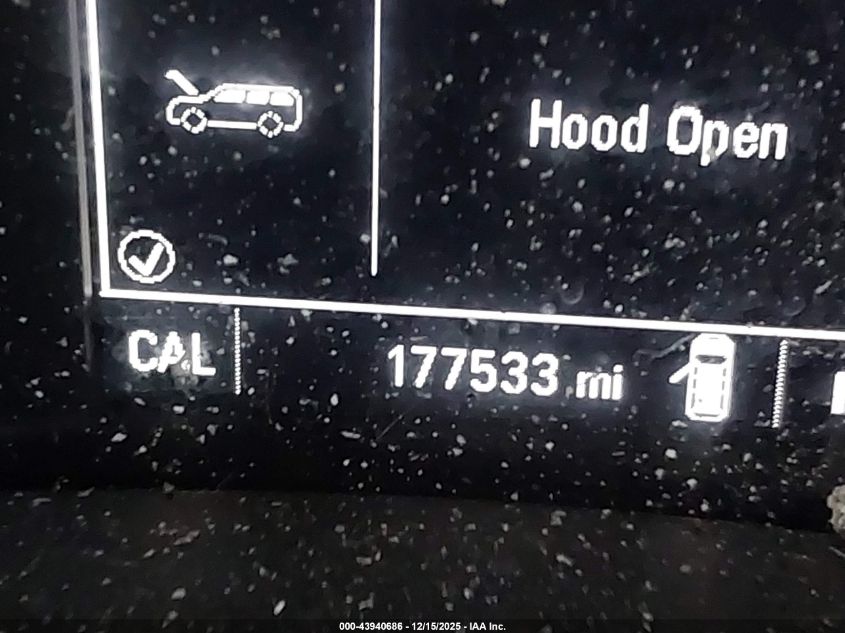 Hood Open
CAL
177533 mi
000-43940686 - 12/15/2025 - IAA Inc.